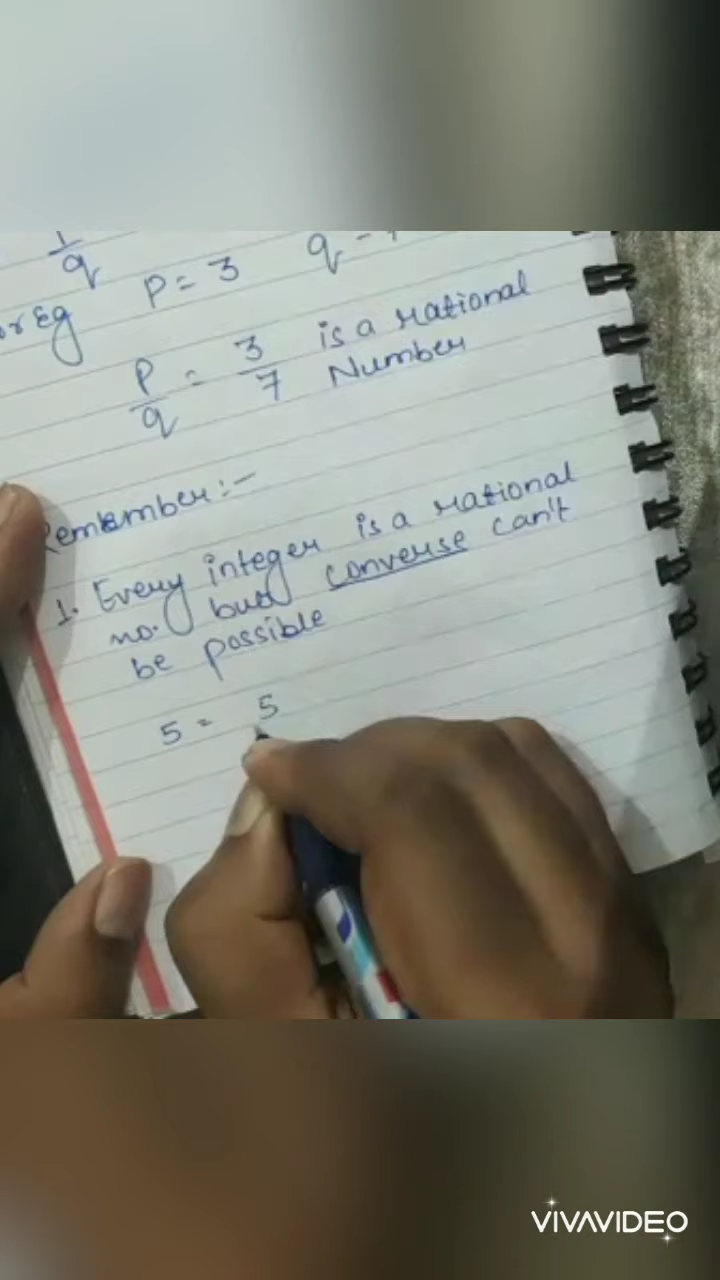 q
or Eg P = 3 q -
P/q = 3/7 is a rational
Number
Remember :-
1. Every integer is a rational
no. but converse can't
be possible
5 = 5
VIVAVIDEO